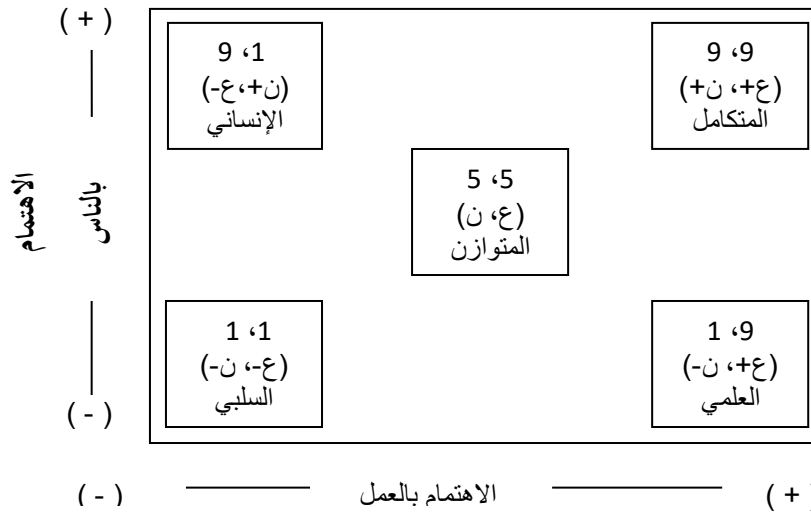 ( + )
1، 9
(ن+،ع-)
الإنساني
9 ،9
(ع+، ن+)
المتكامل
5 ،5
(ع، ن)
المتوازن
الاهتمام
بالناس
1 ،1
(ع-، ن-)
السلبي
9، 1
(ع+، ن-)
العلمي
( - )
( - ) الاهتمام بالعمل ( + )